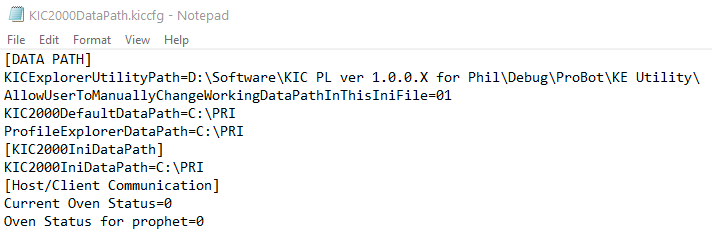 KIC2000DataPath.kiccfg - Notepad
File Edit Format View Help
[DATA PATH]
KICExplorerUtilityPath=D:\Software\KIC PL ver 1.0.0.X for Phil\Debug\ProBot\KE Utility\
AllowUserToManuallyChangeWorkingDataPathInThisIniFile=01
KIC2000DefaultDataPath=C:\PRI
ProfileExplorerDataPath=C:\PRI
[KIC2000IniDataPath]
KIC2000IniDataPath=C:\PRI
[Host/Client Communication]
Current Oven Status=0
Oven Status for prophet=0